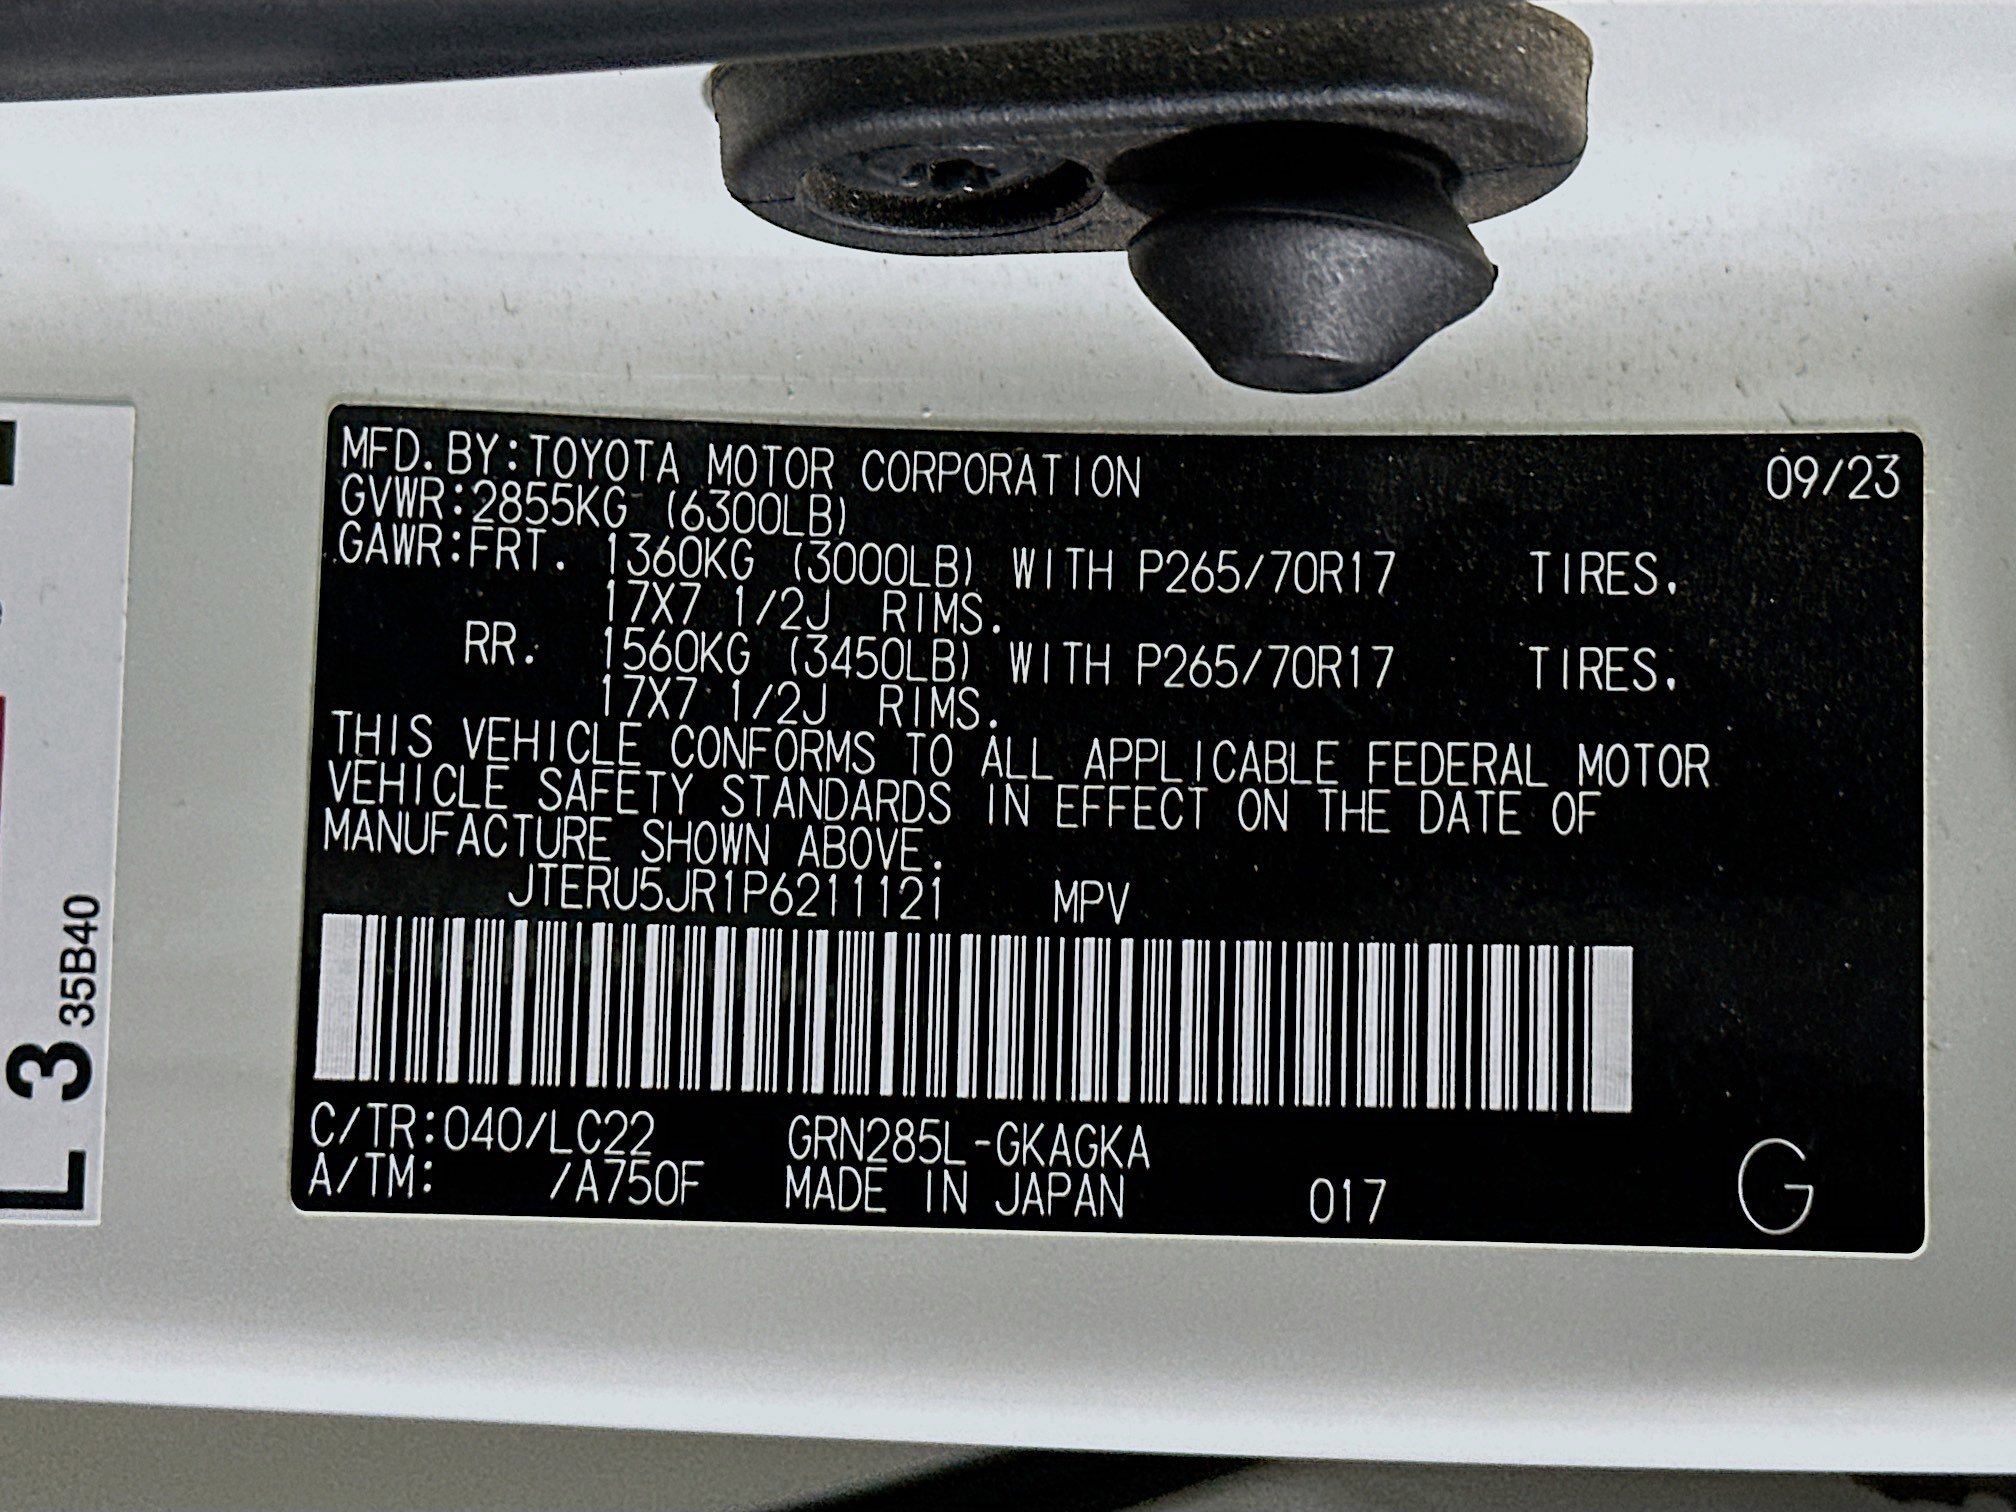 MFD.BY:TOYOTA MOTOR CORPORATION 09/23
GVWR:2855KG (6300LB)
GAWR:FRT. 1360KG (3000LB) WITH P265/70R17 TIRES.
17X7 1/2J RIMS.
RR. 1560KG (3450LB) WITH P265/70R17 TIRES.
17X7 1/2J RIMS.
THIS VEHICLE CONFORMS TO ALL APPLICABLE FEDERAL MOTOR
VEHICLE SAFETY STANDARDS IN EFFECT ON THE DATE OF
MANUFACTURE SHOWN ABOVE.
JTERU5JR1P6211121 MPV
C/TR:040/LC22 GRN285L-GKAGKA
A/TM: /A750F MADE IN JAPAN 017 G
L 3
35B40